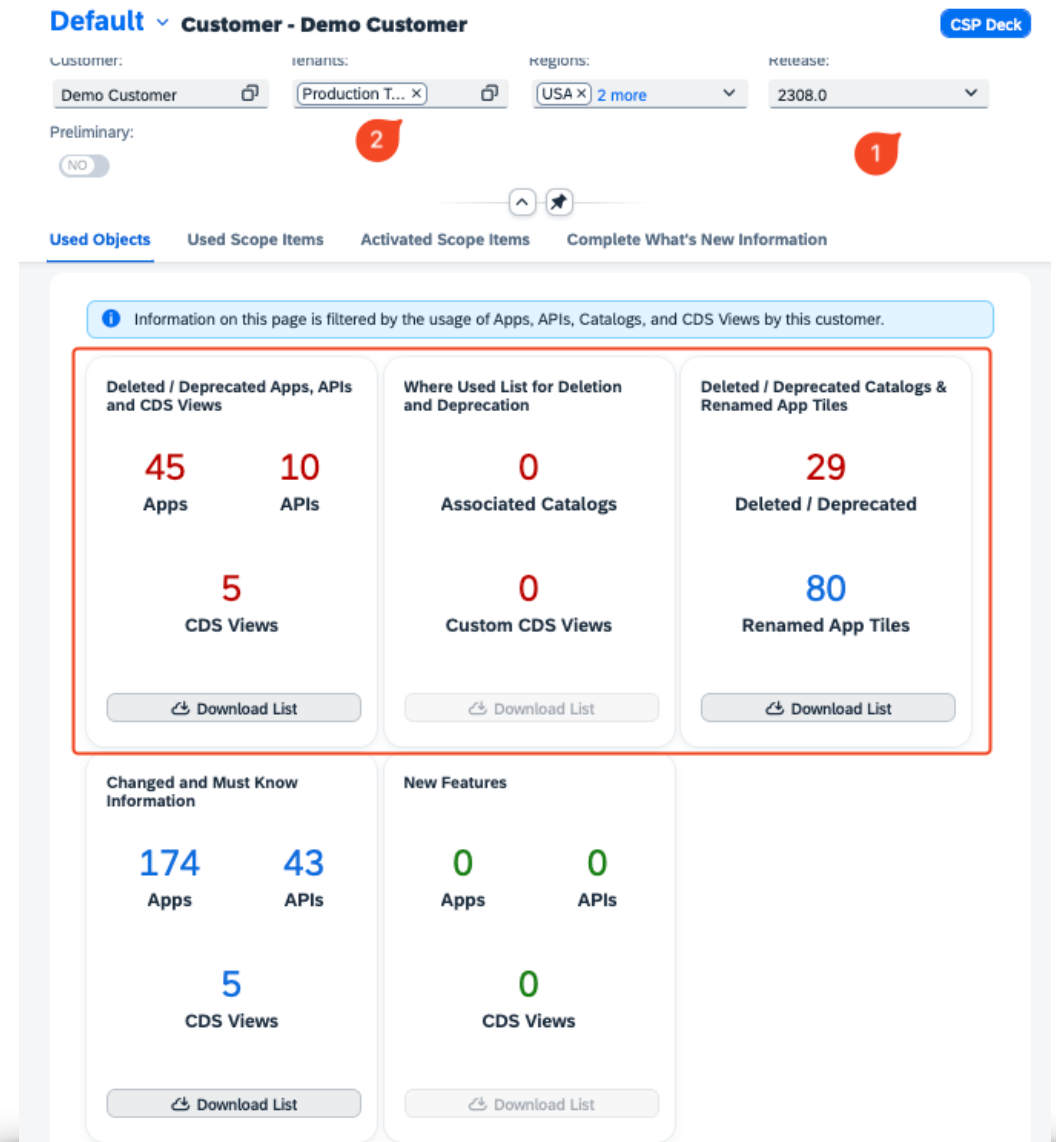 Default Customer - Demo Customer
CSP Deck
Customer: Tenants: Regions: Release:
Demo Customer Production T... × USA × 2 more 2308.0
Preliminary:
2
1
NO
Used Objects Used Scope Items Activated Scope Items Complete What's New Information
Information on this page is filtered by the usage of Apps, APIs, Catalogs, and CDS Views by this customer.
Deleted / Deprecated Apps, APIs
and CDS Views
45 10
Apps APIs
5
CDS Views
Download List
Where Used List for Deletion
and Deprecation
0
Associated Catalogs
0
Custom CDS Views
Download List
Deleted / Deprecated Catalogs &
Renamed App Tiles
29
Deleted / Deprecated
80
Renamed App Tiles
Download List
Changed and Must Know
Information
174 43
Apps APIs
5
CDS Views
Download List
New Features
0 0
Apps APIs
0
CDS Views
Download List